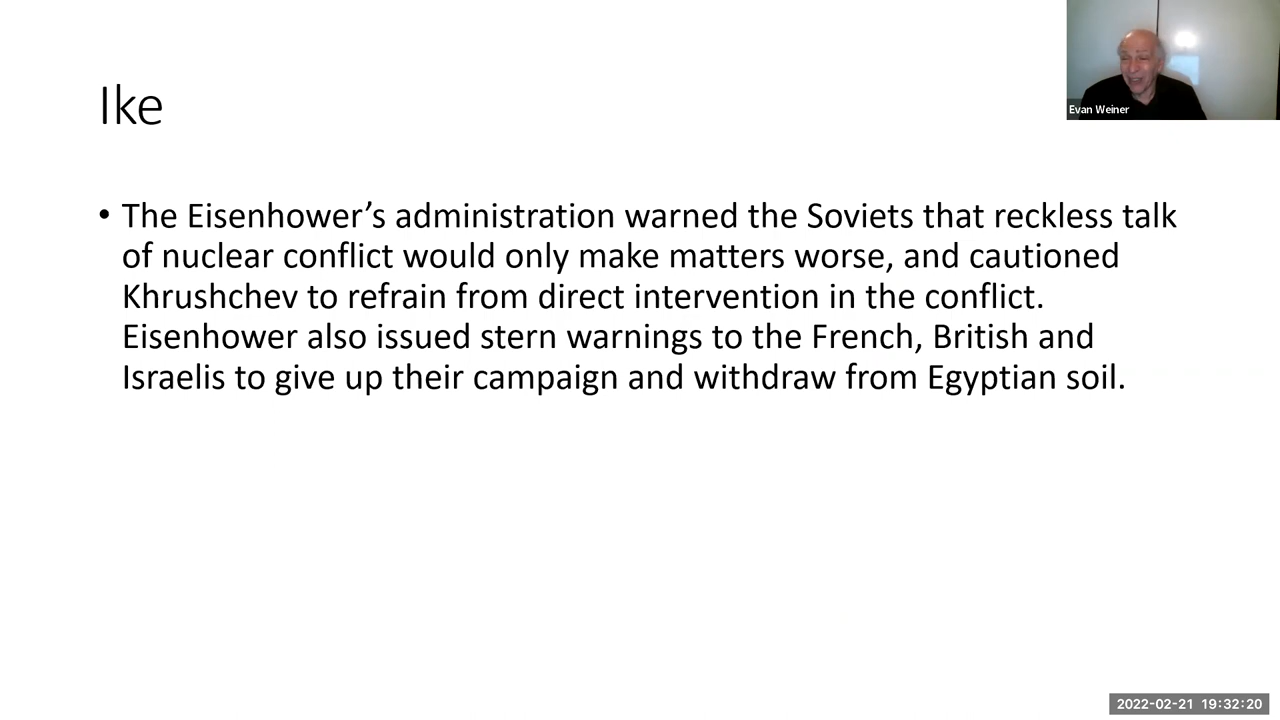 Ike
Evan Weiner
• The Eisenhower’s administration warned the Soviets that reckless talk
of nuclear conflict would only make matters worse, and cautioned
Khrushchev to refrain from direct intervention in the conflict.
Eisenhower also issued stern warnings to the French, British and
Israelis to give up their campaign and withdraw from Egyptian soil.
2022-02-21 19:32:20